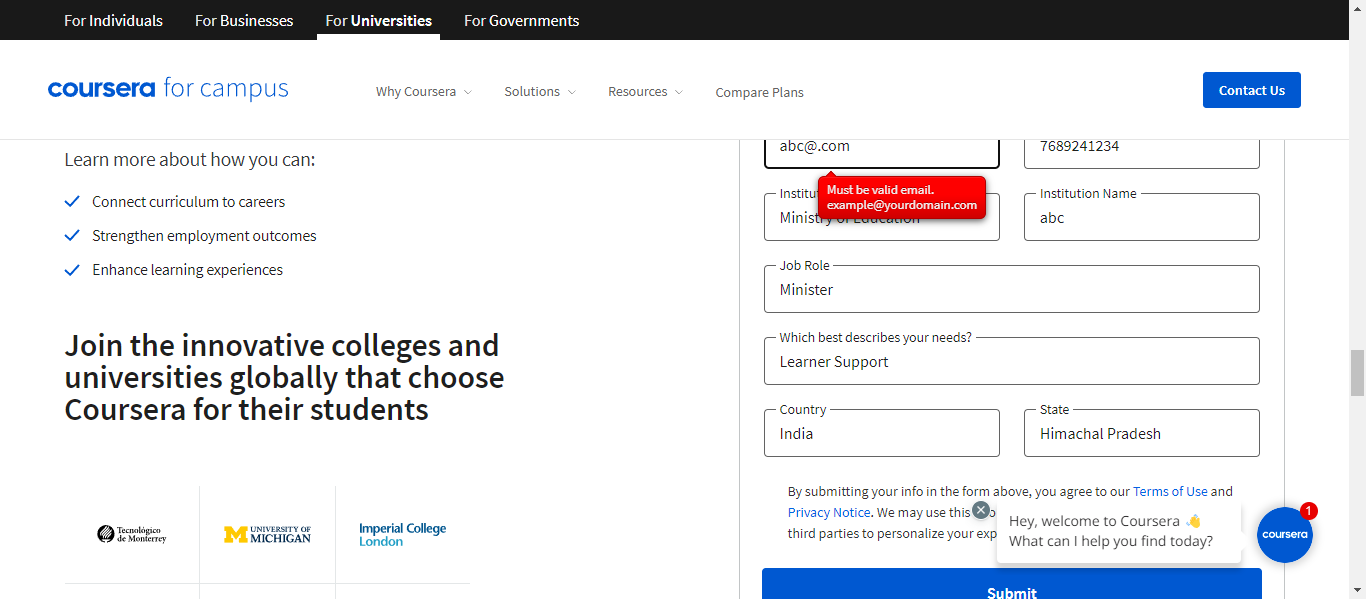 For Individuals
For Businesses
For Universities
For Governments
coursera for campus
Why Coursera
Solutions
Resources
Compare Plans
Contact Us
Learn more about how you can:
Connect curriculum to careers
Strengthen employment outcomes
Enhance learning experiences
Join the innovative colleges and
universities globally that choose
Coursera for their students
Tecnológico
de Monterrey
UNIVERSITY OF
MICHIGAN
Imperial College
London
abc@.com
7689241234
Must be valid email.
example@yourdomain.com
Ministry of Education
Institution Name
abc
Job Role
Minister
Which best describes your needs?
Learner Support
Country
India
State
Himachal Pradesh
By submitting your info in the form above, you agree to our Terms of Use and
Privacy Notice. We may use this
third parties to personalize your
Hey, welcome to Coursera 👋
What can I help you find today?
coursera
1
Submit